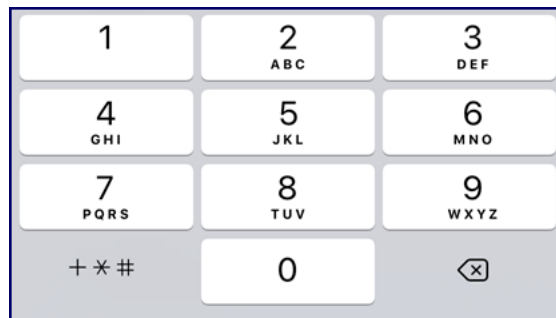 1 2 3
ABC DEF
4 5 6
GHI JKL MNO
7 8 9
PQRS TUV WXYZ
+*# 0